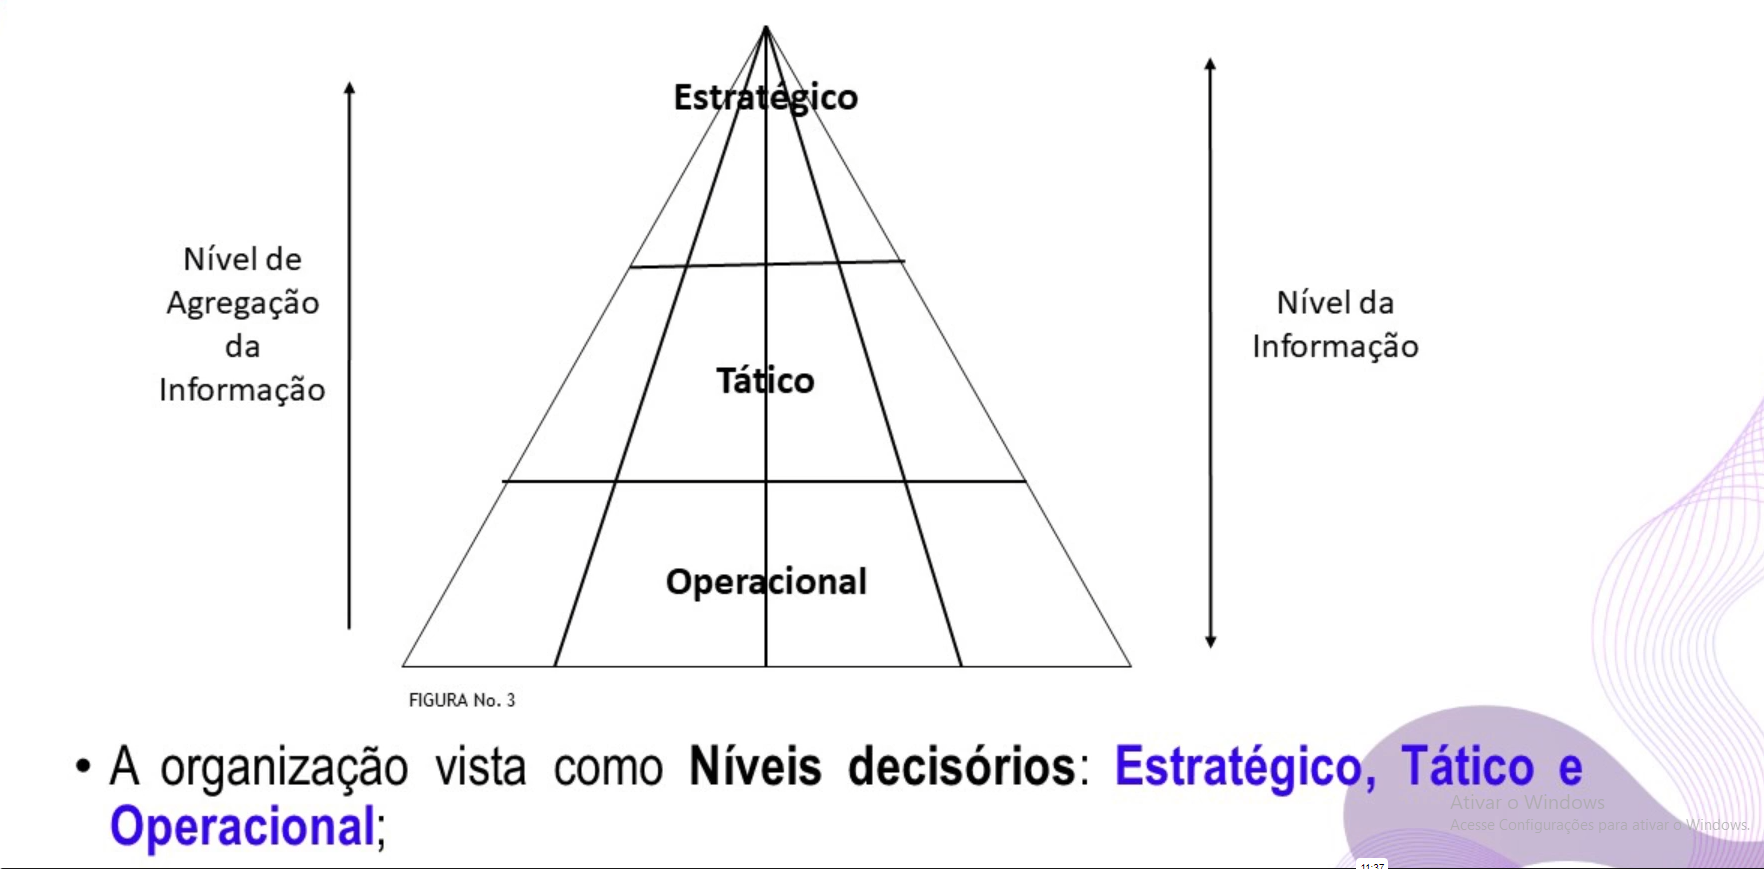 Estratégico
Nível de
Agregação
da
Informação
Nível da
Informação
Tático
Operacional
FIGURA No. 3
• A organização vista como Níveis decisórios: Estratégico, Tático e
Operacional;
Ativar o Windows
Acesse Configurações para ativar o Windows.
11:37